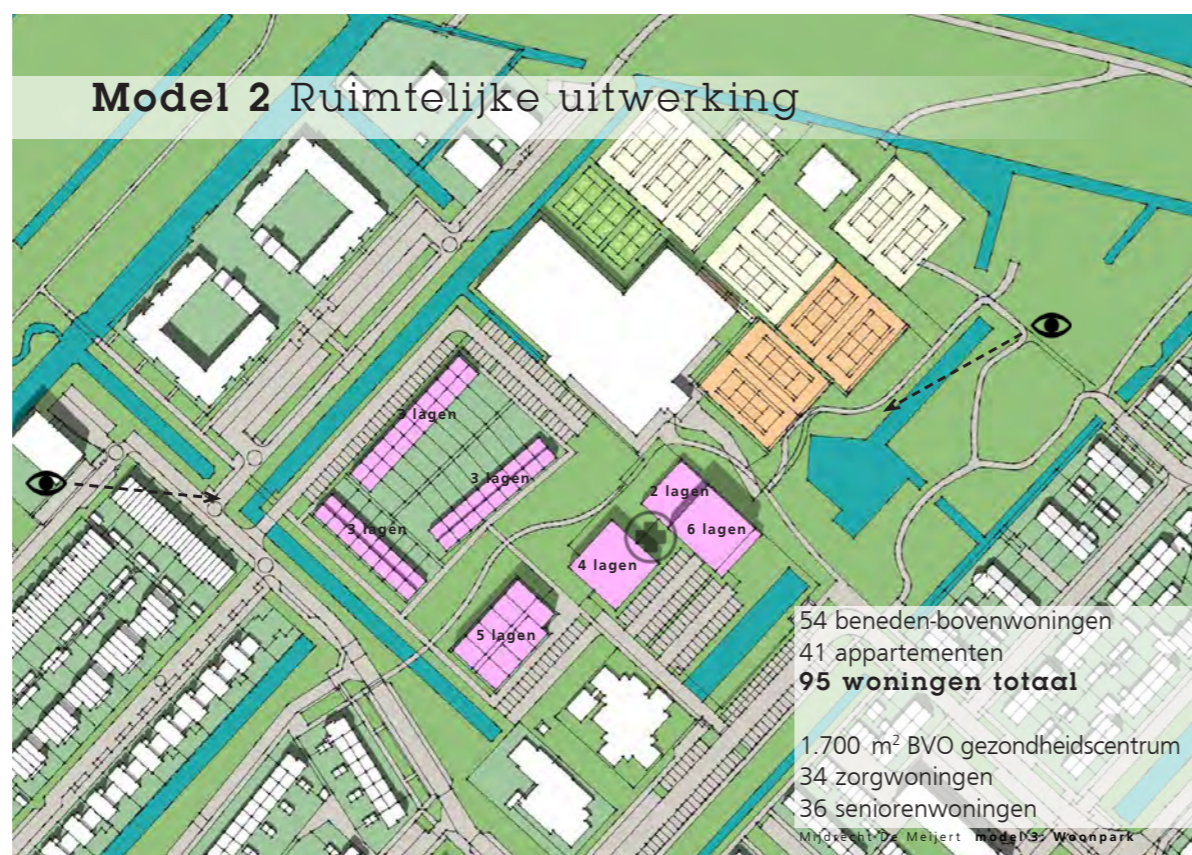 Model 2 Ruimtelijke uitwerking
3 lagen
3 lagen
3 lagen
2 lagen
6 lagen
4 lagen
5 lagen
54 beneden-bovenwoningen
41 appartementen
95 woningen totaal
1.700 m² BVO gezondheidscentrum
34 zorgwoningen
36 seniorenwoningen
Mijdrecht De Meijert model 3: Woonpark